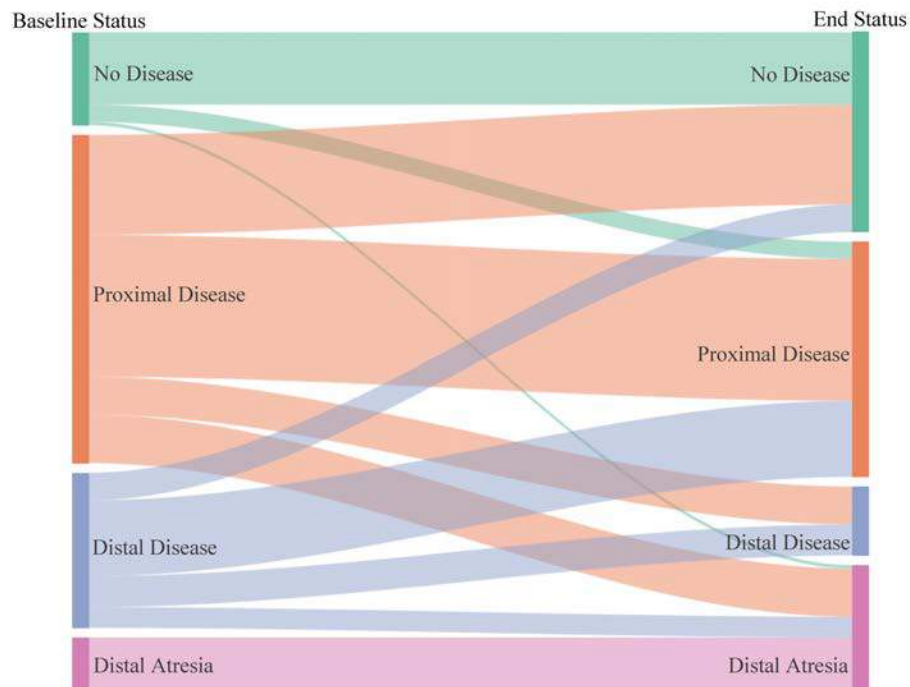 Baseline Status
End Status
No Disease
No Disease
Proximal Disease
Proximal Disease
Distal Disease
Distal Disease
Distal Atresia
Distal Atresia